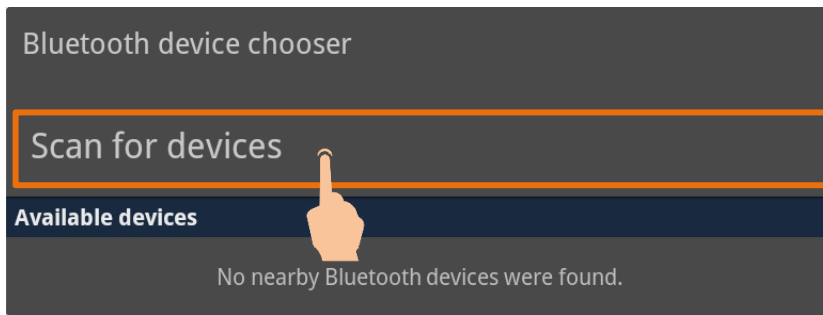 Bluetooth device chooser
Scan for devices
Available devices
No nearby Bluetooth devices were found.